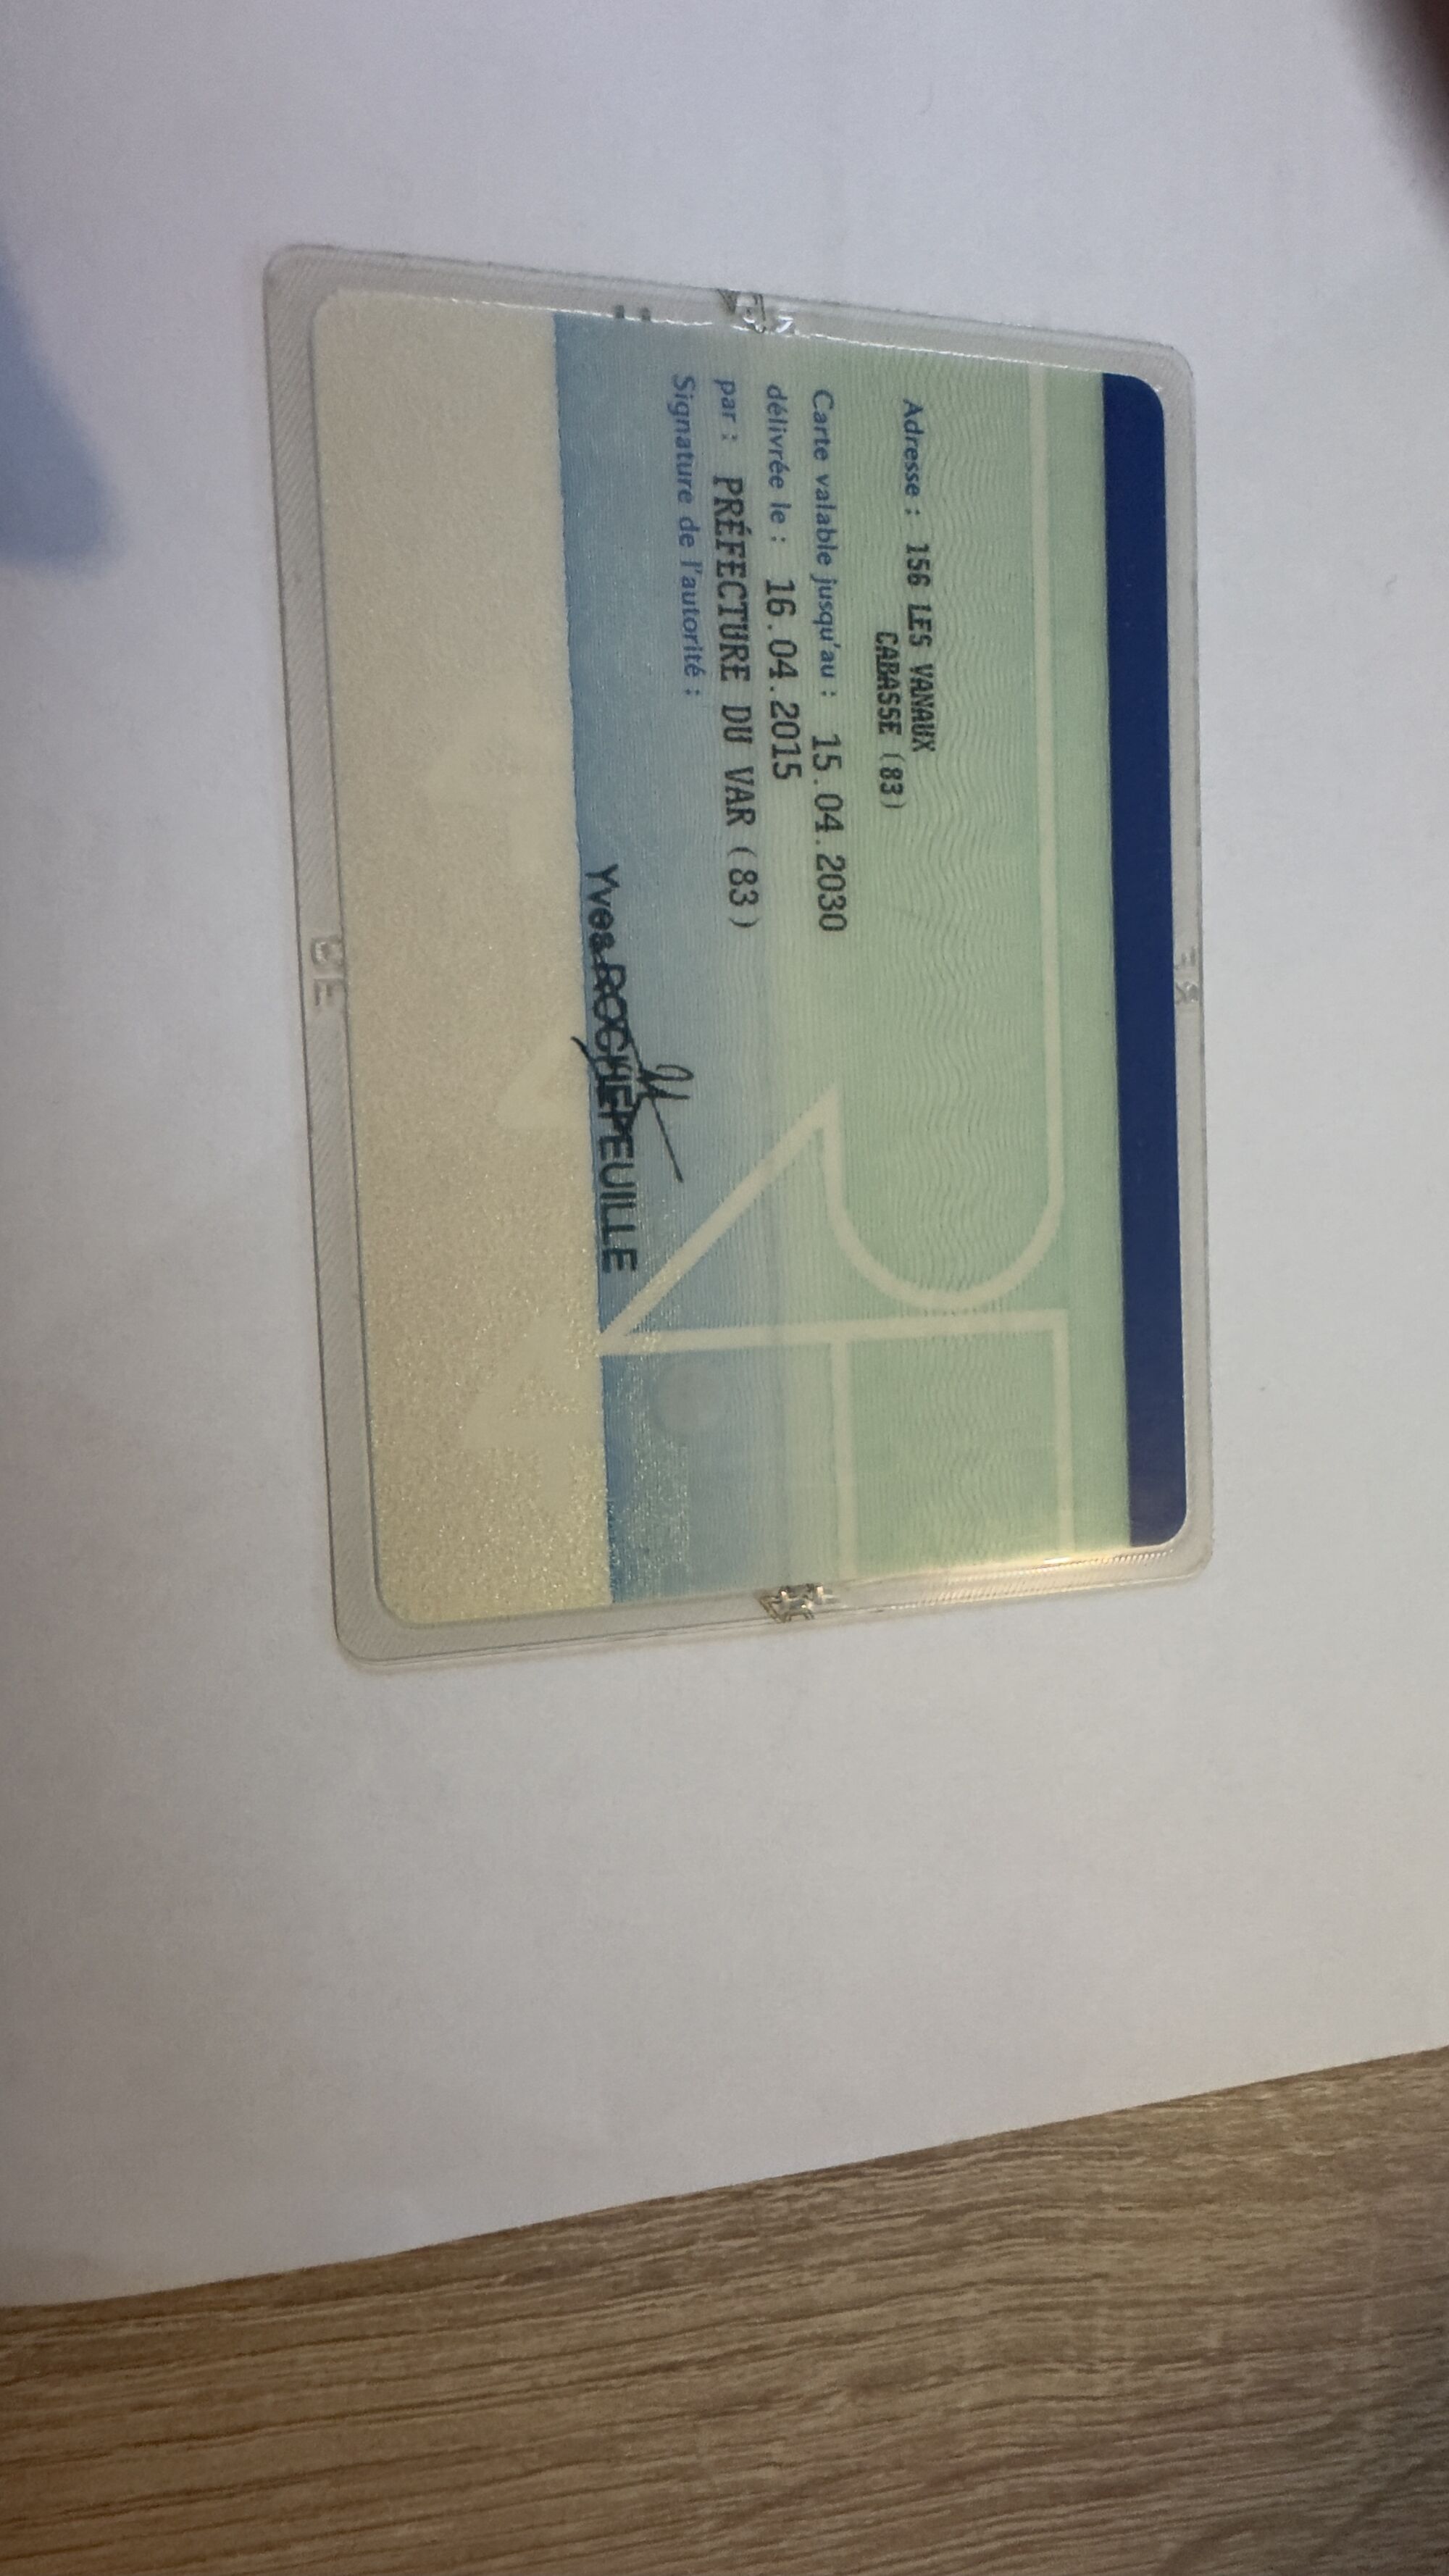 Adresse : 156 LES VANAUX
CABASSE (83)
Carte valable jusqu'au : 15.04.2030
délivrée le : 16.04.2015
par : PRÉFECTURE DU VAR (83)
Signature de l'autorité :
Yves ROCHEPEUILLE